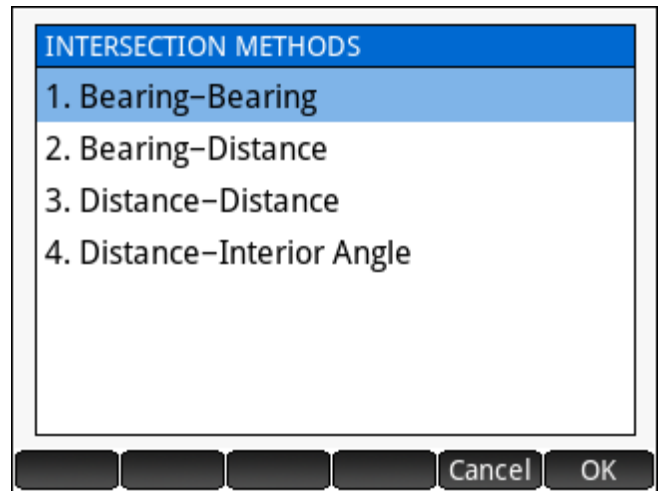 INTERSECTION METHODS
1. Bearing–Bearing
2. Bearing–Distance
3. Distance–Distance
4. Distance–Interior Angle
Cancel OK